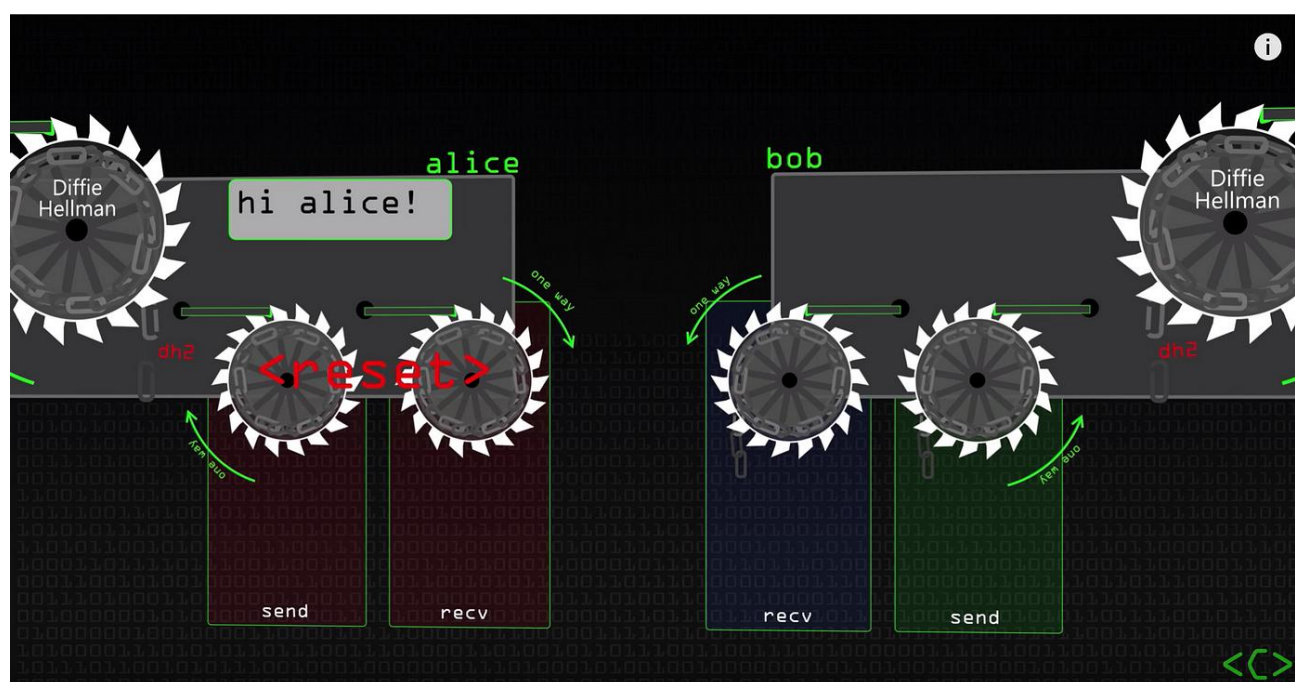 i
alice
bob
hi alice!
Diffie
Hellman
Diffie
Hellman
one way
one way
dh2
dh2
<reset>
one way
one way
send
recv
recv
send
<C>